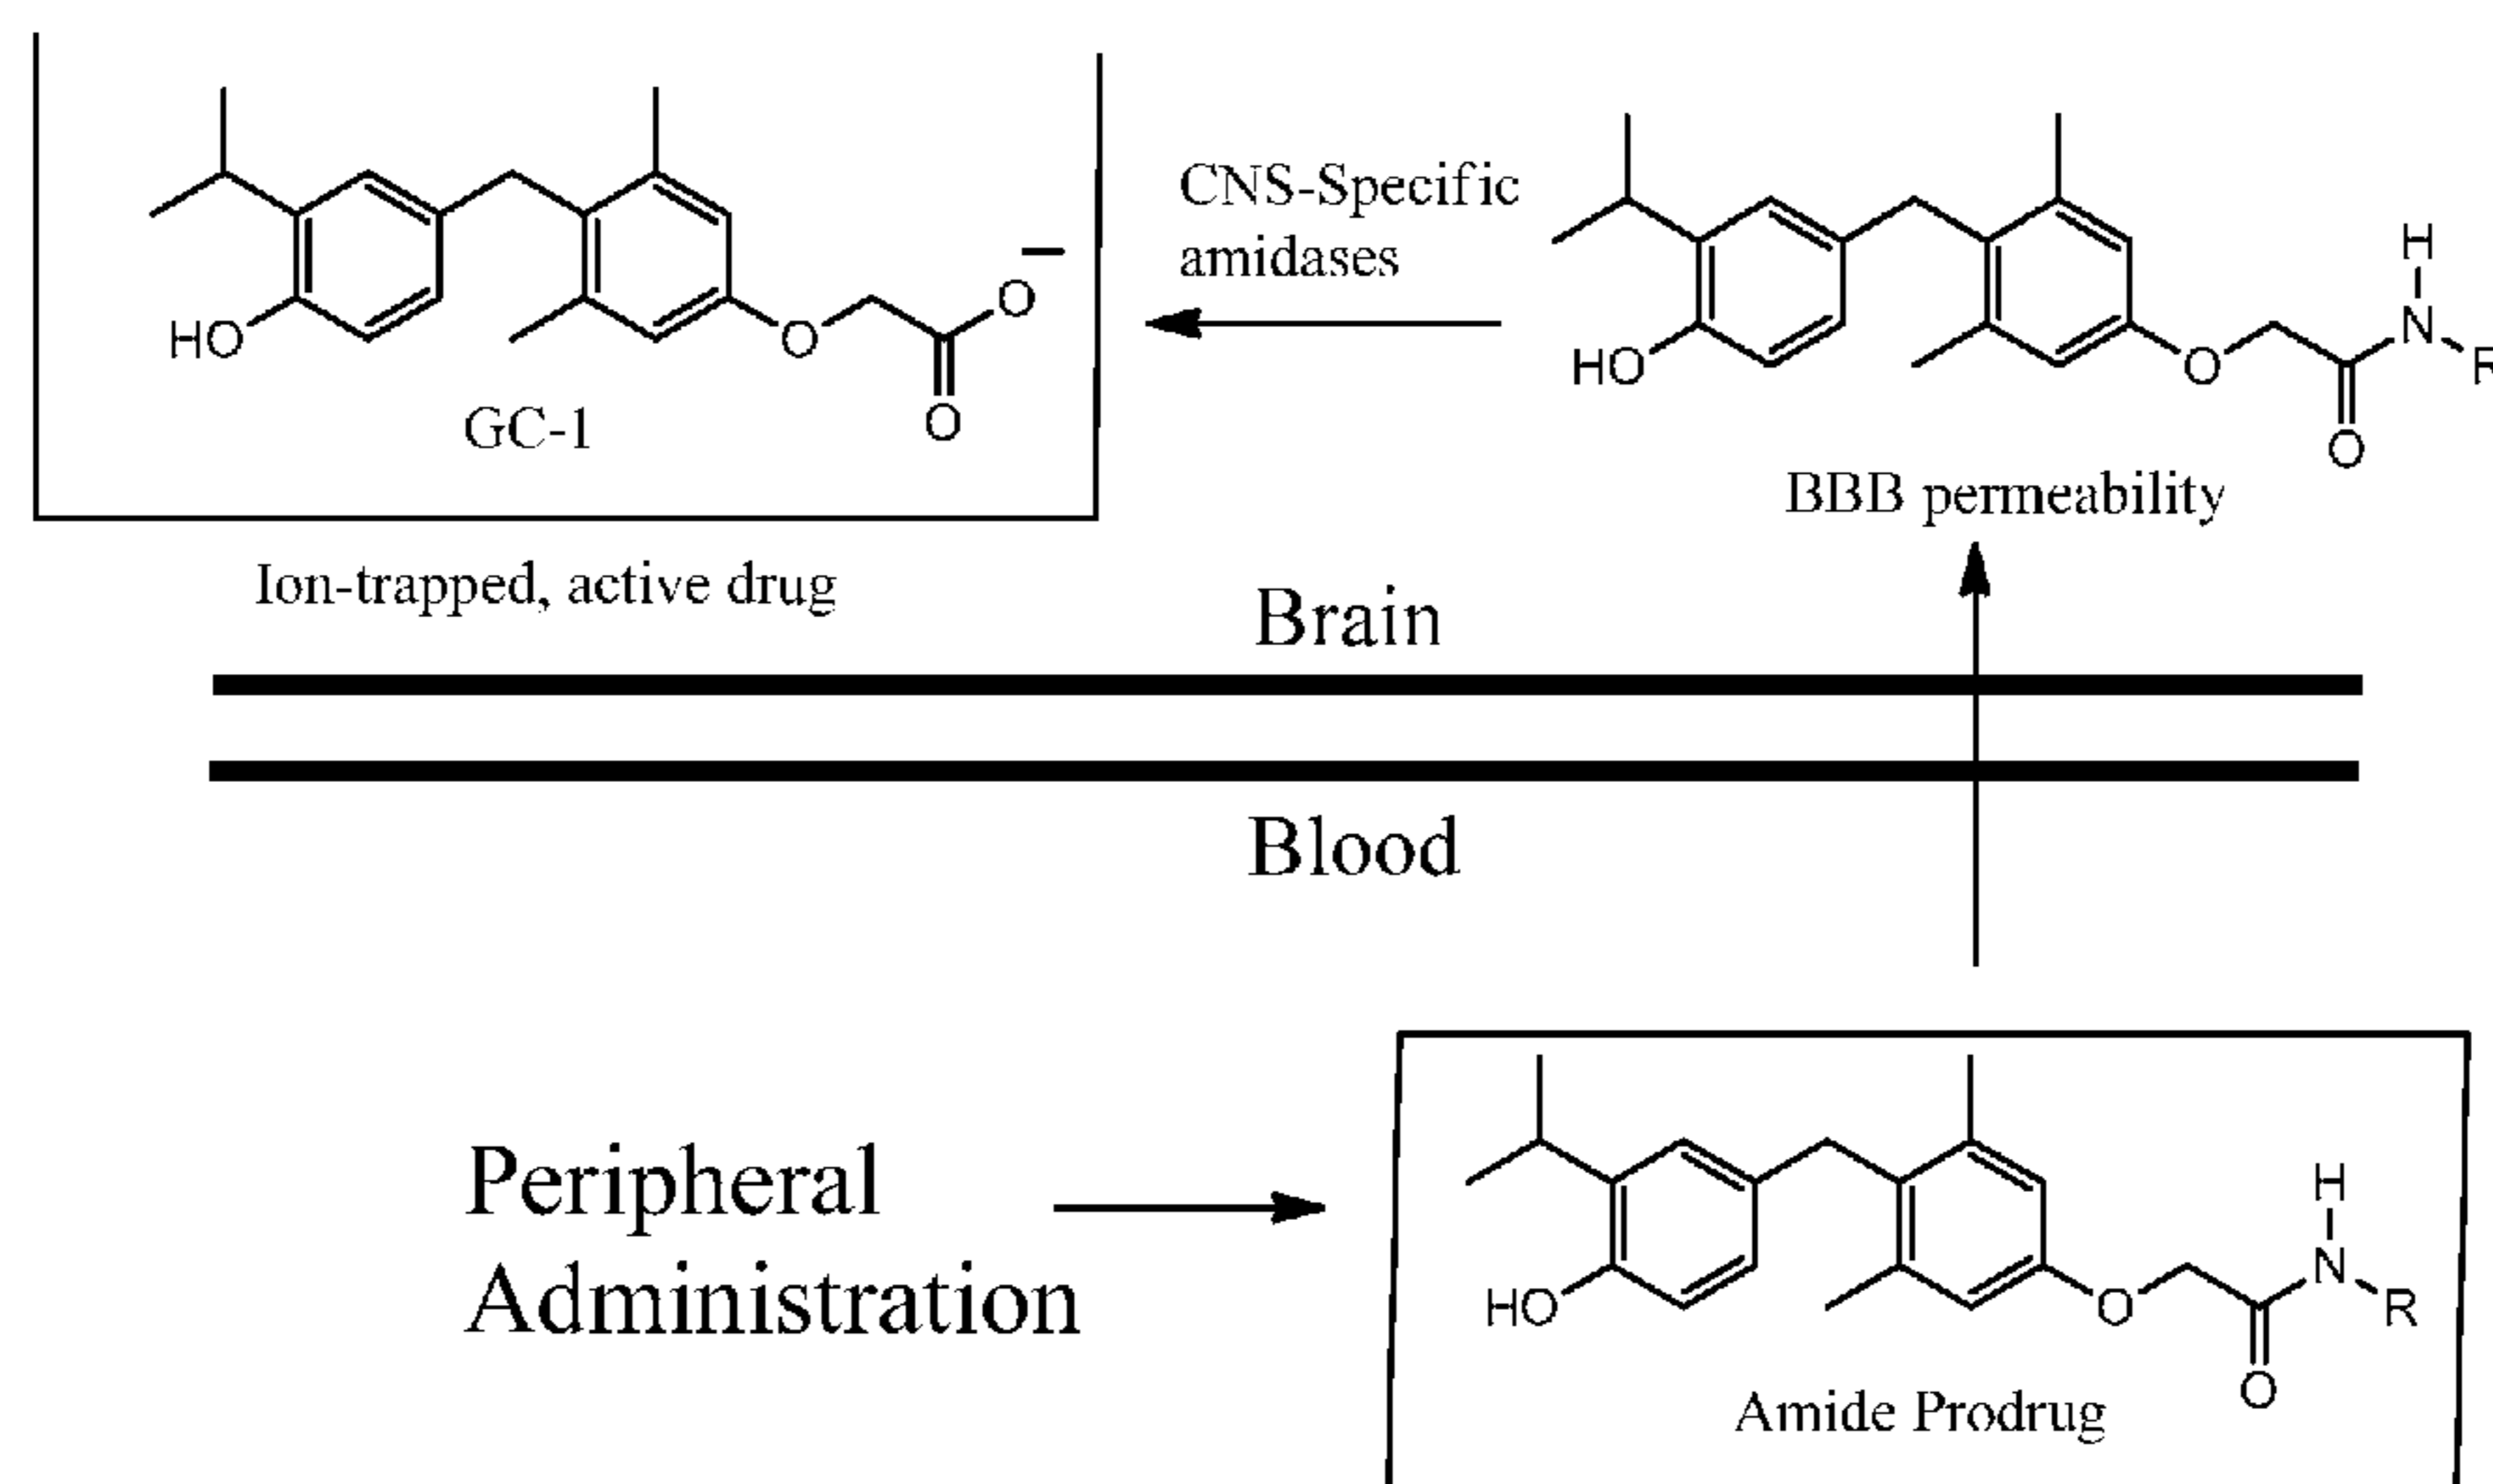 CNS-Specific
amidases
HO
O
O
−
O
GC-1
HO
O
O
H
N
R
BBB permeability
Ion-trapped, active drug
Brain
Blood
Peripheral
Administration
HO
O
O
H
N
R
Amide Prodrug